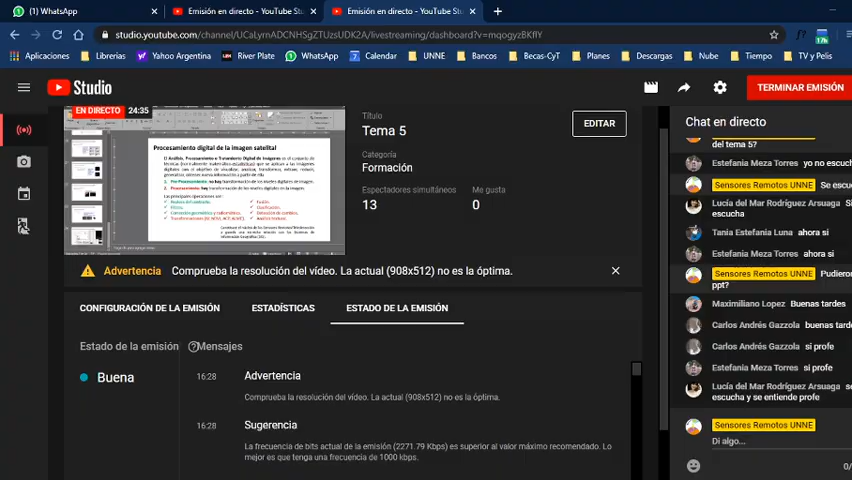 (1) WhatsApp
Emisión en directo - YouTube Stu
Emisión en directo - YouTube Stu
studio.youtube.com/channel/UCaLyrnADCNHSgZTUzsUDK2A/livestreaming/dashboard?v=mqogyzBKflY
Aplicaciones
Librerias
Yahoo Argentina
River Plate
WhatsApp
Calendar
UNNE
Bancos
Becas-CyT
Planes
Descargas
Nube
Tiempo
TV y Pelis
17k
Studio
TERMINAR EMISIÓN
EN DIRECTO 24:35
Procesamiento digital de la imagen satelital
Título
Tema 5
EDITAR
Categoría
Formación
Espectadores simultáneos
Me gusta
13
0
Advertencia
Comprueba la resolución del vídeo. La actual (908x512) no es la óptima.
CONFIGURACIÓN DE LA EMISIÓN
ESTADÍSTICAS
ESTADO DE LA EMISIÓN
Estado de la emisión
Mensajes
Buena
16:28
Advertencia
Comprueba la resolución del vídeo. La actual (908x512) no es la óptima.
16:28
Sugerencia
La frecuencia de bits actual de la emisión (2271.79 Kbps) es superior al valor máximo recomendado. Lo
mejor es que tenga una frecuencia de 1000 kbps.
Chat en directo
del tema 5?
Estefania Meza Torres yo no escuch
Sensores Remotos UNNE Se escu
Lucía del Mar Rodríguez Arsuaga S
escucha
Tania Estefania Luna ahora si
Estefania Meza Torres ahora si
Sensores Remotos UNNE Pudieron
ppt?
Maximiliano Lopez Buenas tardes
Carlos Andrés Gazzola buenas tard
Carlos Andrés Gazzola si profe
Estefania Meza Torres si profe
Lucía del Mar Rodríguez Arsuaga se
escucha y se entiende profe
Sensores Remotos UNNE
Di algo...
0/